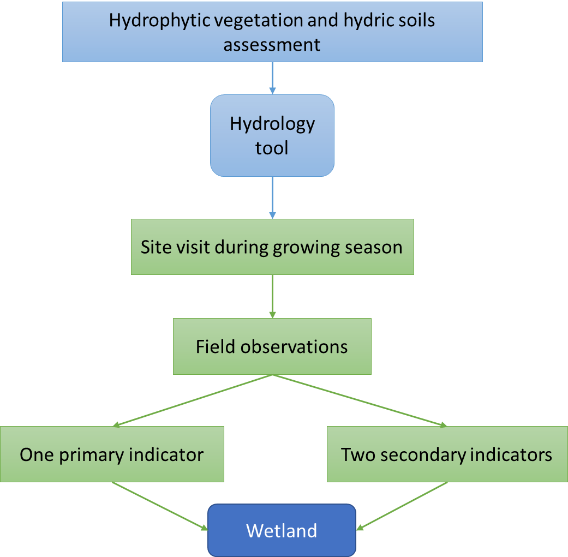 Hydrophytic vegetation and hydric soils
assessment
Hydrology
tool
Site visit during growing season
Field observations
One primary indicator
Two secondary indicators
Wetland